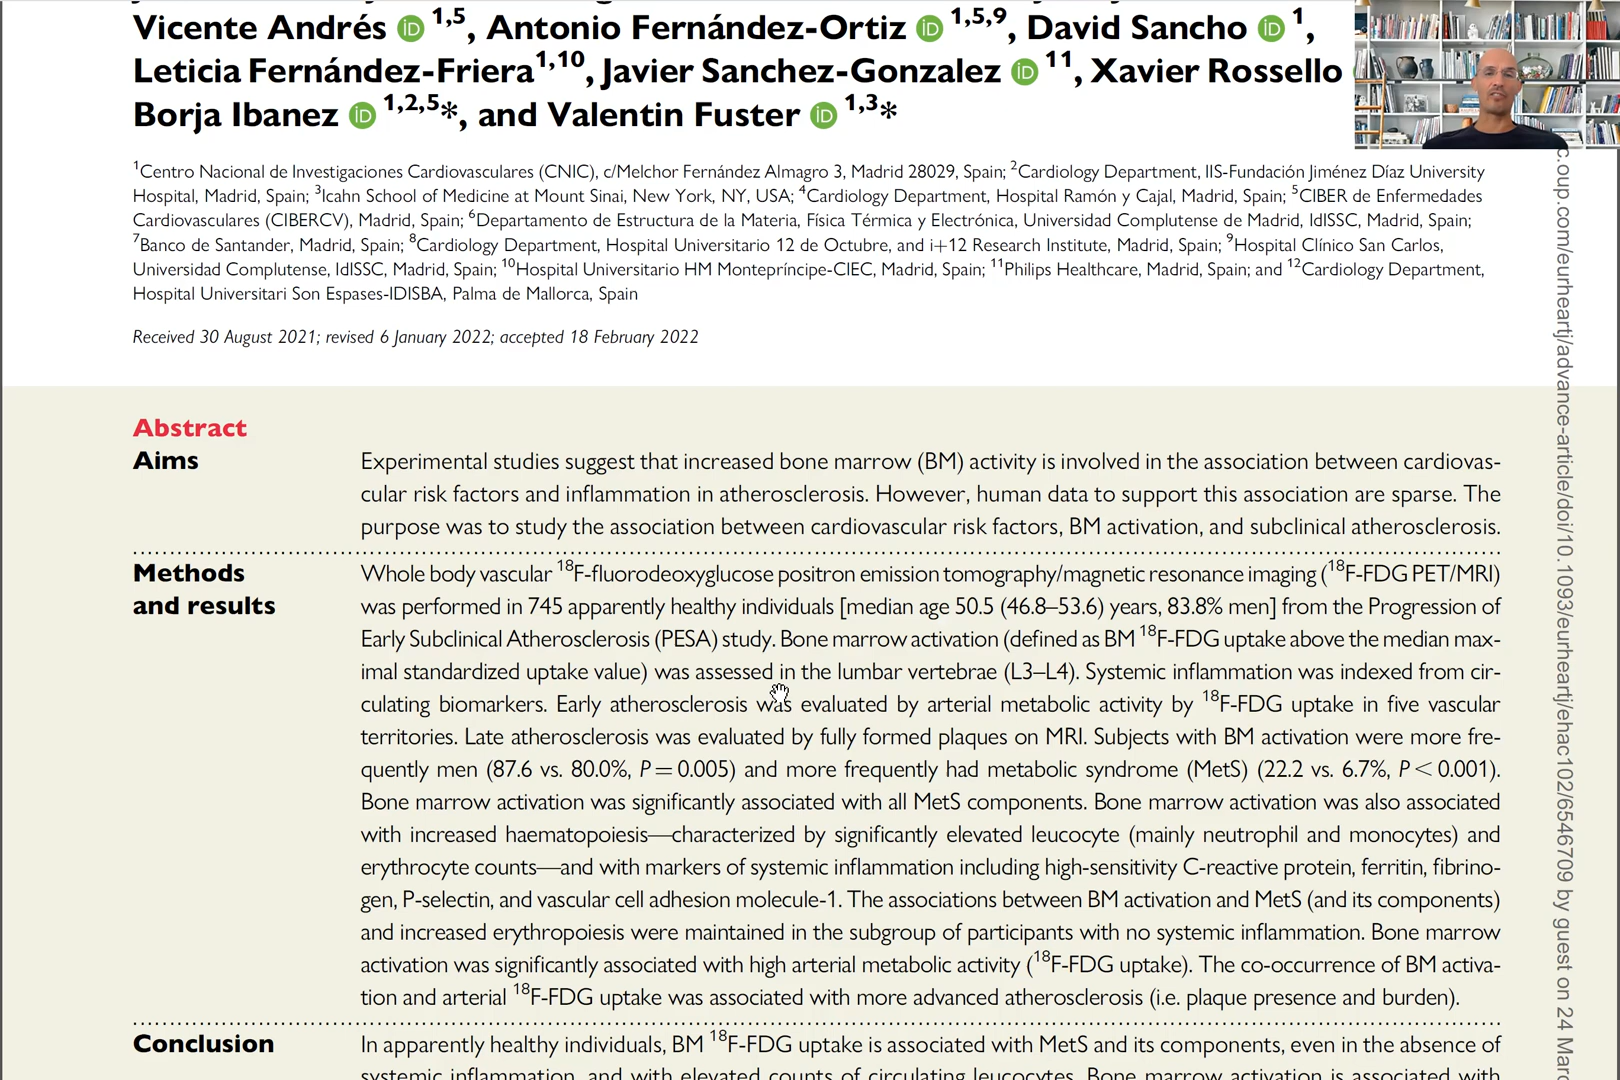 Vicente Andrés iD 1,5, Antonio Fernández-Ortiz iD 1,5,9, David Sancho iD 1,
Leticia Fernández-Friera1,10, Javier Sanchez-Gonzalez iD 11, Xavier Rossello
Borja Ibanez iD 1,2,5*, and Valentin Fuster iD 1,3*
1Centro Nacional de Investigaciones Cardiovasculares (CNIC), c/Melchor Fernández Almagro 3, Madrid 28029, Spain; 2Cardiology Department, IIS-Fundación Jiménez Díaz University
Hospital, Madrid, Spain; 3Icahn School of Medicine at Mount Sinai, New York, NY, USA; 4Cardiology Department, Hospital Ramón y Cajal, Madrid, Spain; 5CIBER de Enfermedades
Cardiovasculares (CIBERCV), Madrid, Spain; 6Departamento de Estructura de la Materia, Física Térmica y Electrónica, Universidad Complutense de Madrid, IdISSC, Madrid, Spain;
7Banco de Santander, Madrid, Spain; 8Cardiology Department, Hospital Universitario 12 de Octubre, and i+12 Research Institute, Madrid, Spain; 9Hospital Clínico San Carlos,
Universidad Complutense, IdISSC, Madrid, Spain; 10Hospital Universitario HM Montepríncipe-CIEC, Madrid, Spain; 11Philips Healthcare, Madrid, Spain; and 12Cardiology Department,
Hospital Universitari Son Espases-IDISBA, Palma de Mallorca, Spain
Received 30 August 2021; revised 6 January 2022; accepted 18 February 2022
Abstract
Aims
Experimental studies suggest that increased bone marrow (BM) activity is involved in the association between cardiovas-
cular risk factors and inflammation in atherosclerosis. However, human data to support this association are sparse. The
purpose was to study the association between cardiovascular risk factors, BM activation, and subclinical atherosclerosis.
Methods
and results
Whole body vascular 18F-fluorodeoxyglucose positron emission tomography/magnetic resonance imaging (18F-FDG PET/MRI)
was performed in 745 apparently healthy individuals [median age 50.5 (46.8–53.6) years, 83.8% men] from the Progression of
Early Subclinical Atherosclerosis (PESA) study. Bone marrow activation (defined as BM 18F-FDG uptake above the median max-
imal standardized uptake value) was assessed in the lumbar vertebrae (L3–L4). Systemic inflammation was indexed from cir-
culating biomarkers. Early atherosclerosis was evaluated by arterial metabolic activity by 18F-FDG uptake in five vascular
territories. Late atherosclerosis was evaluated by fully formed plaques on MRI. Subjects with BM activation were more fre-
quently men (87.6 vs. 80.0%, P = 0.005) and more frequently had metabolic syndrome (MetS) (22.2 vs. 6.7%, P < 0.001).
Bone marrow activation was significantly associated with all MetS components. Bone marrow activation was also associated
with increased haematopoiesis—characterized by significantly elevated leucocyte (mainly neutrophil and monocytes) and
erythrocyte counts—and with markers of systemic inflammation including high-sensitivity C-reactive protein, ferritin, fibrino-
gen, P-selectin, and vascular cell adhesion molecule-1. The associations between BM activation and MetS (and its components)
and increased erythropoiesis were maintained in the subgroup of participants with no systemic inflammation. Bone marrow
activation was significantly associated with high arterial metabolic activity (18F-FDG uptake). The co-occurrence of BM activa-
tion and arterial 18F-FDG uptake was associated with more advanced atherosclerosis (i.e. plaque presence and burden).
Conclusion
In apparently healthy individuals, BM 18F-FDG uptake is associated with MetS and its components, even in the absence of
systemic inflammation, and with elevated counts of circulating leucocytes. Bone marrow activation is associated with
c.oup.com/eurheartj/advance-article/doi/10.1093/eurheartj/ehac102/6546709 by guest on 24 Marc